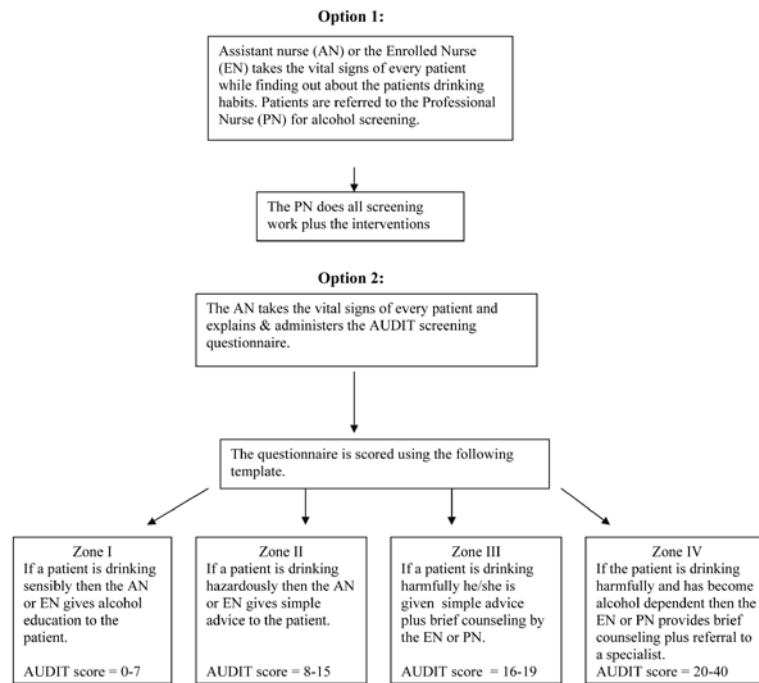 Option 1:
Assistant nurse (AN) or the Enrolled Nurse
(EN) takes the vital signs of every patient
while finding out about the patients drinking
habits. Patients are referred to the Professional
Nurse (PN) for alcohol screening.
The PN does all screening
work plus the interventions
Option 2:
The AN takes the vital signs of every patient and
explains & administers the AUDIT screening
questionnaire.
The questionnaire is scored using the following
template.
Zone I
If a patient is drinking
sensibly then the AN
or EN gives alcohol
education to the
patient.
AUDIT score = 0-7
Zone II
If a patient is drinking
hazardously then the AN
or EN gives simple
advice to the patient.
AUDIT score = 8-15
Zone III
If a patient is drinking
harmfully he/she is
given simple advice
plus brief counseling by
the EN or PN.
AUDIT score = 16-19
Zone IV
If the patient is drinking
harmfully and has become
alcohol dependent then the
EN or PN provides brief
counseling plus referral to
a specialist.
AUDIT score = 20-40